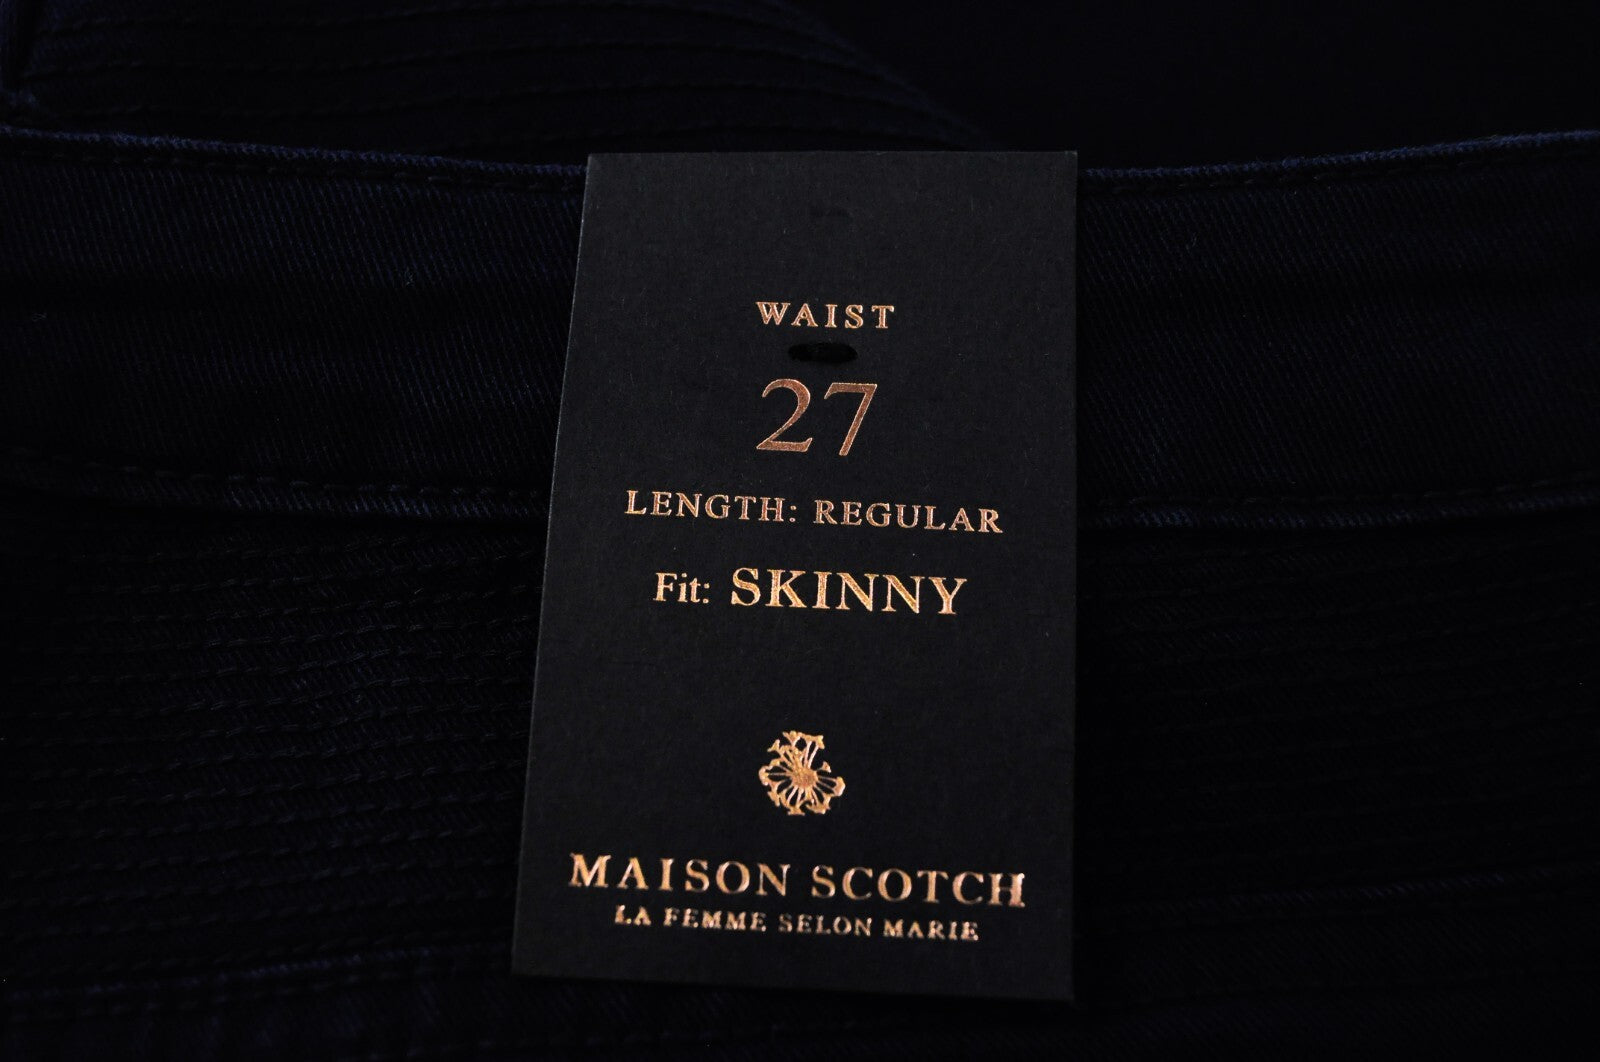 WAIST
27
LENGTH: REGULAR
Fit: SKINNY
MAISON SCOTCH
LA FEMME SELON MARIE